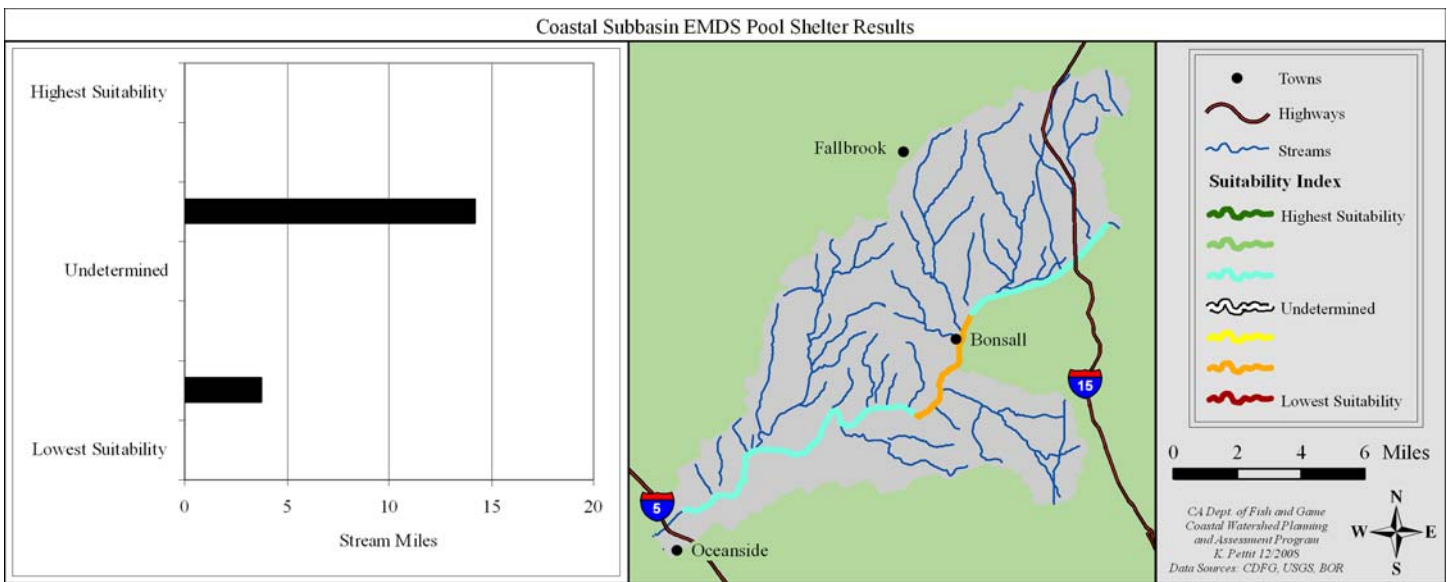 Coastal Subbasin EMDS Pool Shelter Results
Highest Suitability
Undetermined
Lowest Suitability
0 5 10 15 20
Stream Miles
Fallbrook
Bonsall
15
5
Oceanside
Towns
Highways
Streams
Suitability Index
Highest Suitability
Undetermined
Lowest Suitability
0 2 4 6 Miles
CA Dept. of Fish and Game
Coastal Watershed Planning
and Assessment Program
K. Pettit 12/2008
Data Sources: CDFG, USGS, BOR
N
W E
S